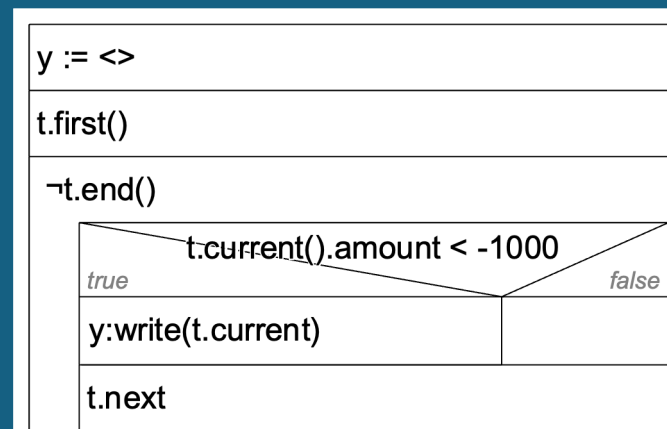 y := <>
t.first()
¬t.end()
t.current().amount < -1000
true
false
y:write(t.current)
t.next